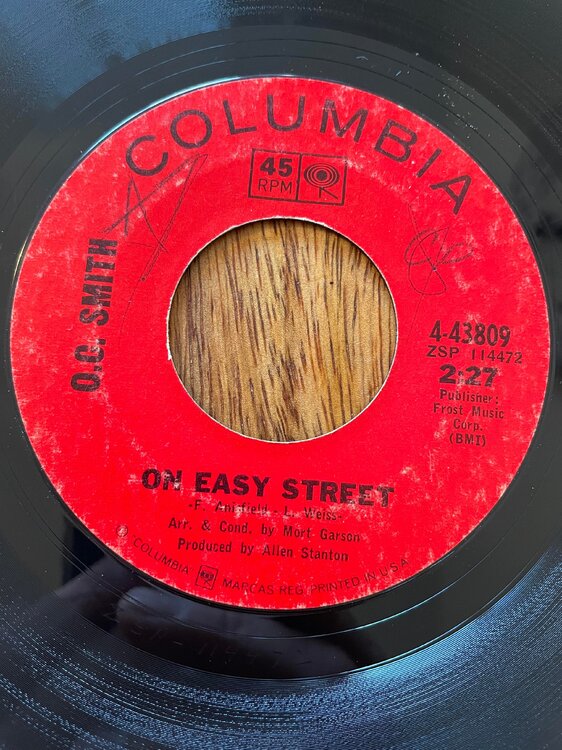 COLUMBIA
45
RPM
O.C. SMITH
4-43809
ZSP 114472
2:27
Publisher:
Frost Music
Corp.
(BMI)
ON EASY STREET
-F. - L. Weiss-
Arr. & Cond. by Mort Garson
Produced by Allen Stanton
COLUMBIA MARCAS REG. PRINTED IN U.S.A.